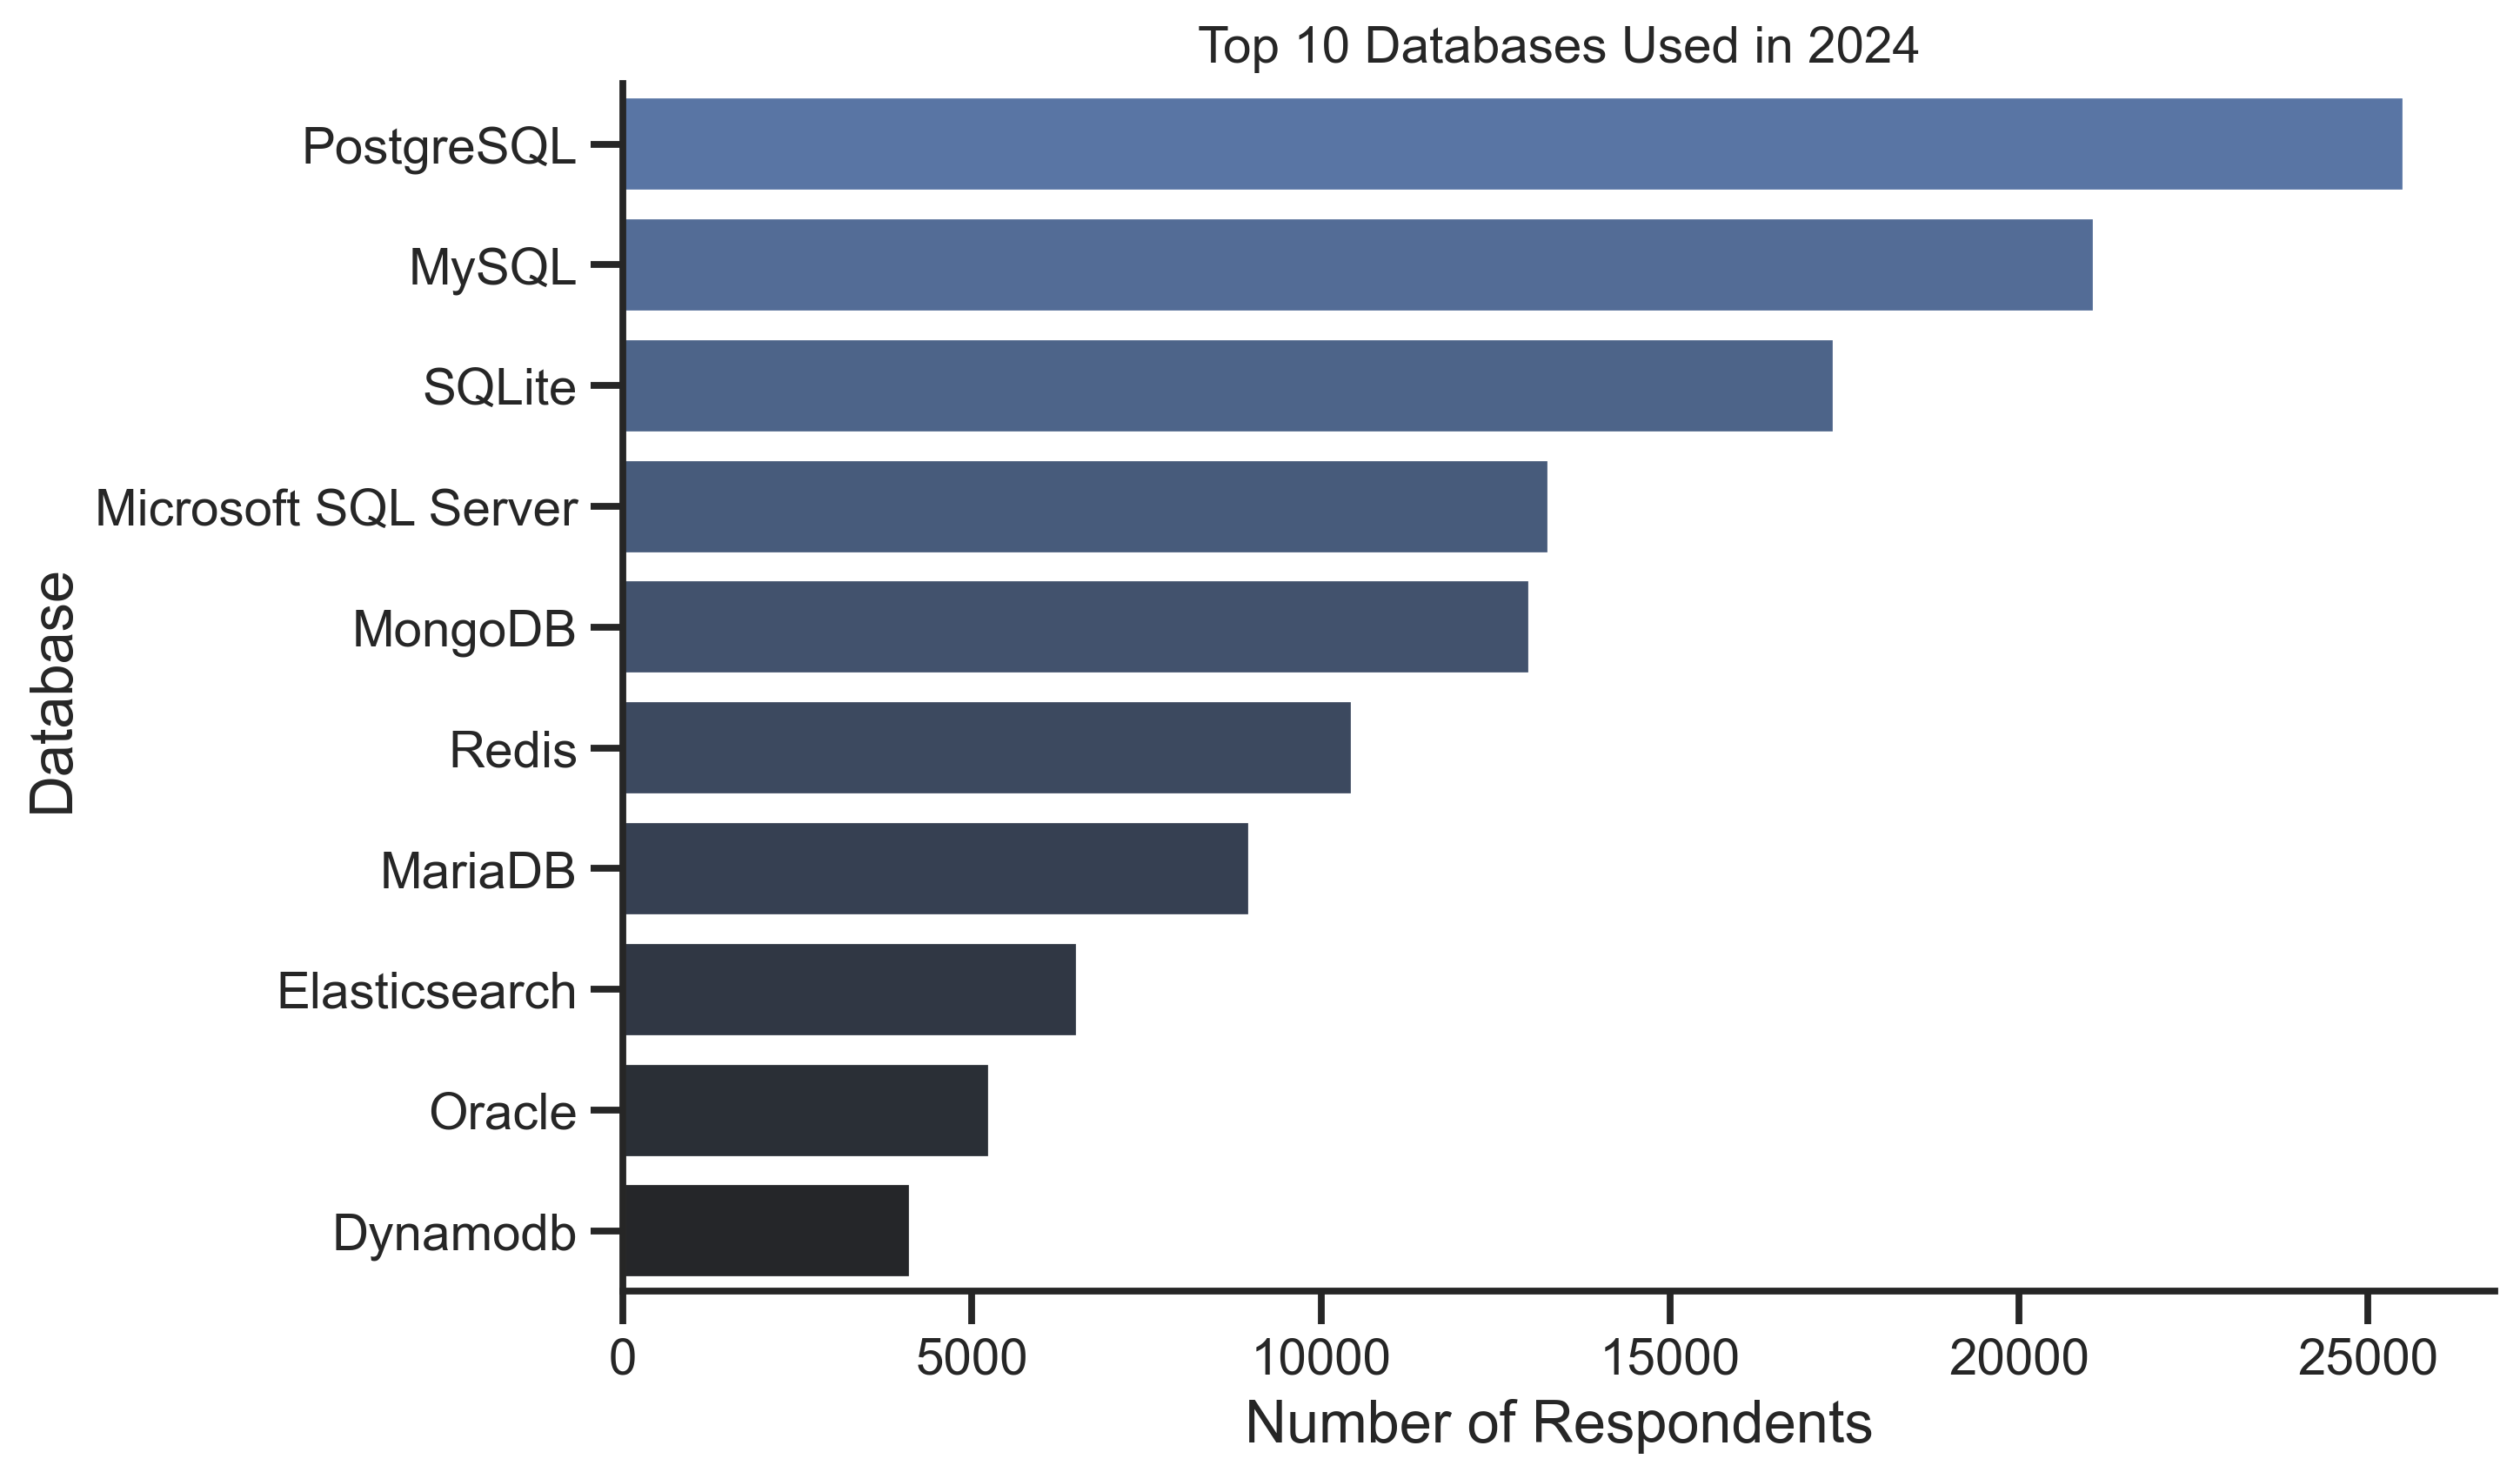 Top 10 Databases Used in 2024
PostgreSQL
MySQL
SQLite
Microsoft SQL Server
MongoDB
Redis
MariaDB
Elasticsearch
Oracle
Dynamodb
Database
0 5000 10000 15000 20000 25000
Number of Respondents